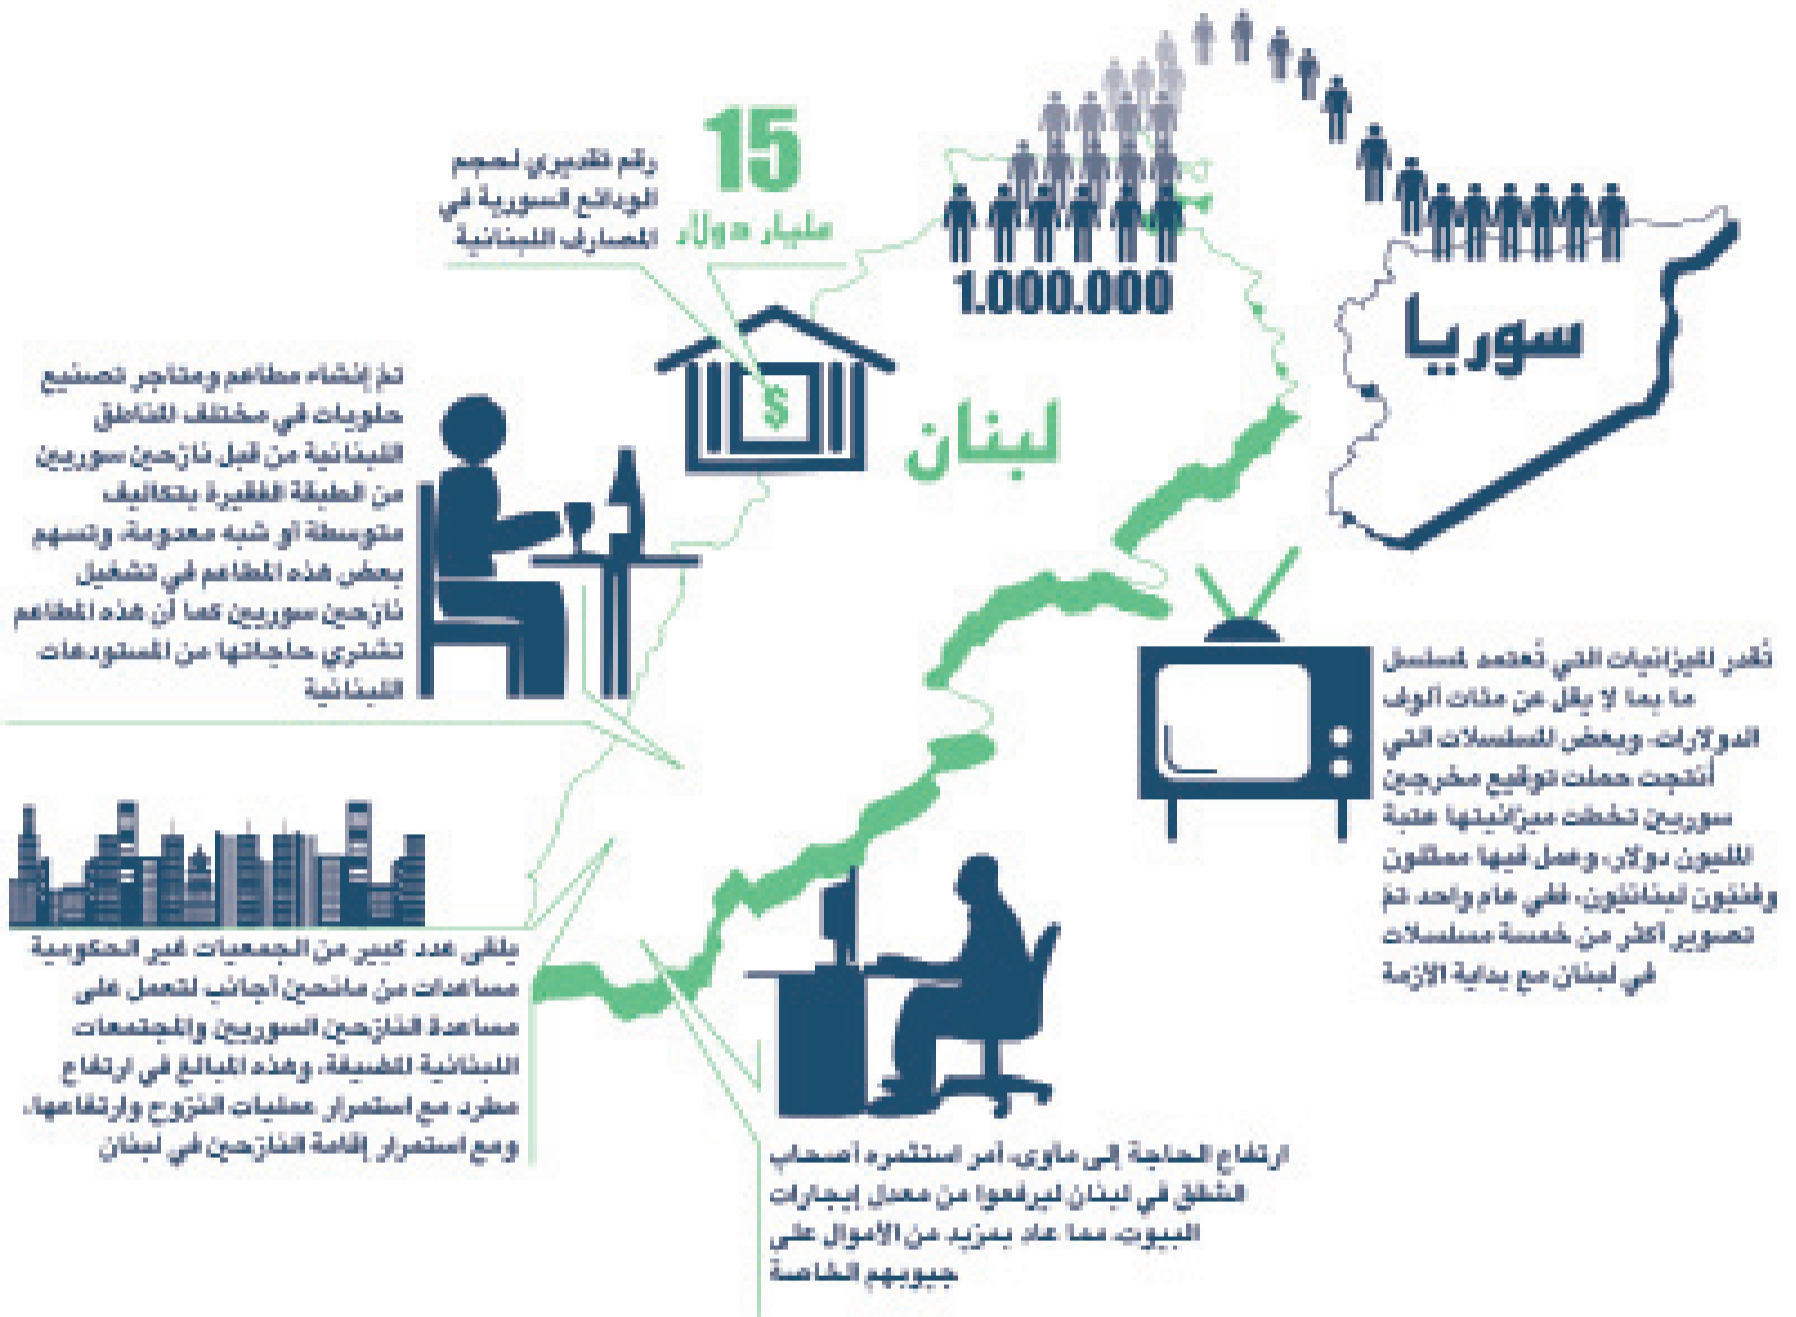 15
مليار دولار
رقم تقديري لحجم
الودائع السورية في
المصارف اللبنانية
1.000.000
سوريا
لبنان
تمّ إنشاء مطاعم ومتاجر تصنيع
حلويات في مختلف المناطق
اللبنانية من قبل نازحين سوريين
من الطبقة الفقيرة بتكاليف
متوسطة أو شبه معدومة، وتسهم
بعض هذه المطاعم في تشغيل
نازحين سوريين كما أن هذه المطاعم
تشتري حاجاتها من المستودعات
اللبنانية
تُقدر الميزانيات التي تُعتمد لمسلسل
ما بما لا يقل عن مئات ألوف
الدولارات، وبعض المسلسلات التي
أنتجت حملت توقيع مخرجين
سوريين تخطت ميزانيتها عتبة
المليون دولار، وعمل فيها ممثلون
وفنيّون لبنانيّون، ففي عام واحد تمّ
تصوير أكثر من خمسة مسلسلات
في لبنان مع بداية الأزمة
يلقى عدد كبير من الجمعيات غير الحكومية
مساعدات من مانحين أجانب لتعمل على
مساعدة النازحين السوريين والمجتمعات
اللبنانية المضيفة، وهذه المبالغ في ارتفاع
مطرد مع استمرار عمليات النزوح وارتفاعها،
ومع استمرار إقامة النازحين في لبنان
ارتفاع الحاجة إلى مأوى، أمر استثمره أصحاب
الشقق في لبنان ليرفعوا من معدل إيجارات
البيوت، مما عاد بمزيد من الأموال على
جيوبهم الخاصة
$